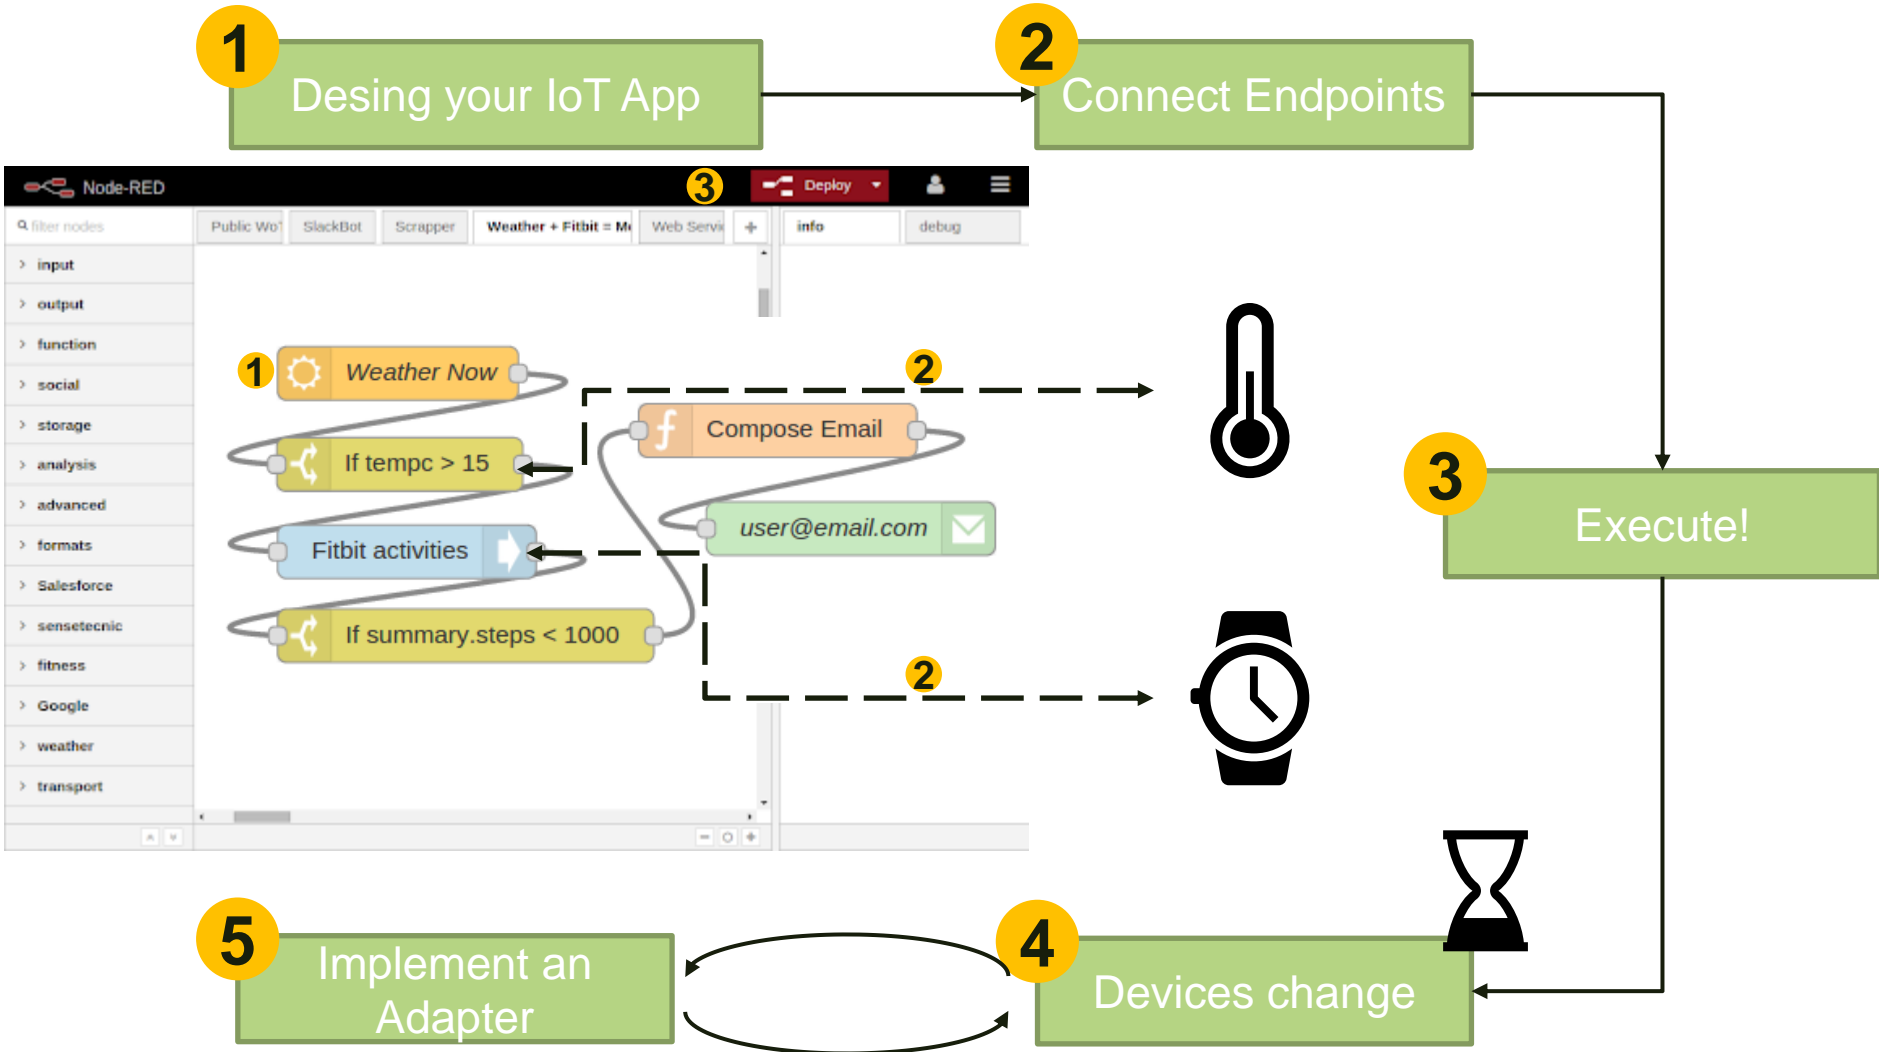 1
Desing your IoT App
2
Connect Endpoints
Node-RED
3
Deploy
filter nodes
Public WoT
SlackBot
Scrapper
Weather + Fitbit = Me
Web Servi
info
debug
input
output
function
social
storage
analysis
advanced
formats
Salesforce
sensetecnic
fitness
Google
weather
transport
1
Weather Now
If tempc > 15
Fitbit activities
If summary.steps < 1000
Compose Email
user@email.com
2
2
3
Execute!
4
Devices change
5
Implement an
Adapter